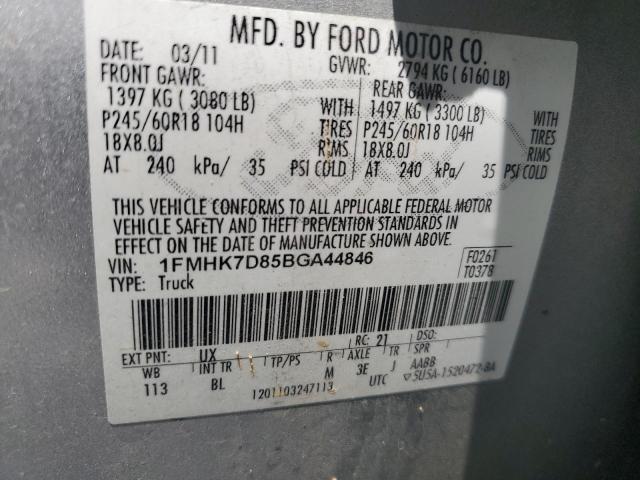 MFD. BY FORD MOTOR CO.
DATE: 03/11 GVWR: 2794 KG ( 6160 LB)
FRONT GAWR: REAR GAWR:
1397 KG ( 3080 LB) WITH 1497 KG ( 3300 LB) WITH
P245/60R18 104H TIRES P245/60R18 104H TIRES
18X8.0J RIMS 18X8.0J RIMS
AT 240 kPa/ 35 PSI COLD AT 240 kPa/ 35 PSI COLD
THIS VEHICLE CONFORMS TO ALL APPLICABLE FEDERAL MOTOR
VEHICLE SAFETY AND THEFT PREVENTION STANDARDS IN
EFFECT ON THE DATE OF MANUFACTURE SHOWN ABOVE.
VIN: 1FMHK7D85BGA44846 F0261
TYPE: Truck T0378
EXT PNT: UX RC: 21 DSO:
WB INT TR TP/PS R AXLE TR SPR
113 BL M 3E J AABB
1201103247113 UTC ▽5U5A-1520472-BA